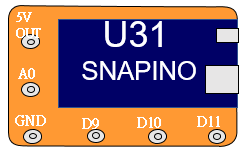 5V
OUT
U31
SNAPINO
A0
GND
D9
D10
D11